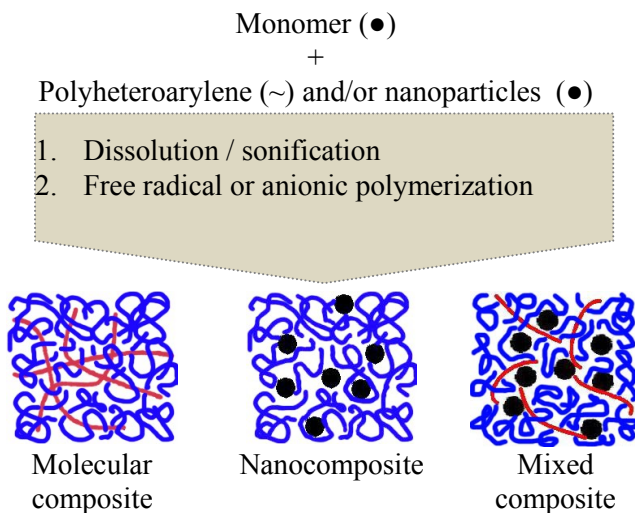 Monomer (●)
+
Polyheteroarylene (~) and/or nanoparticles (●)
1. Dissolution / sonification
2. Free radical or anionic polymerization
Molecular composite
Nanocomposite
Mixed composite